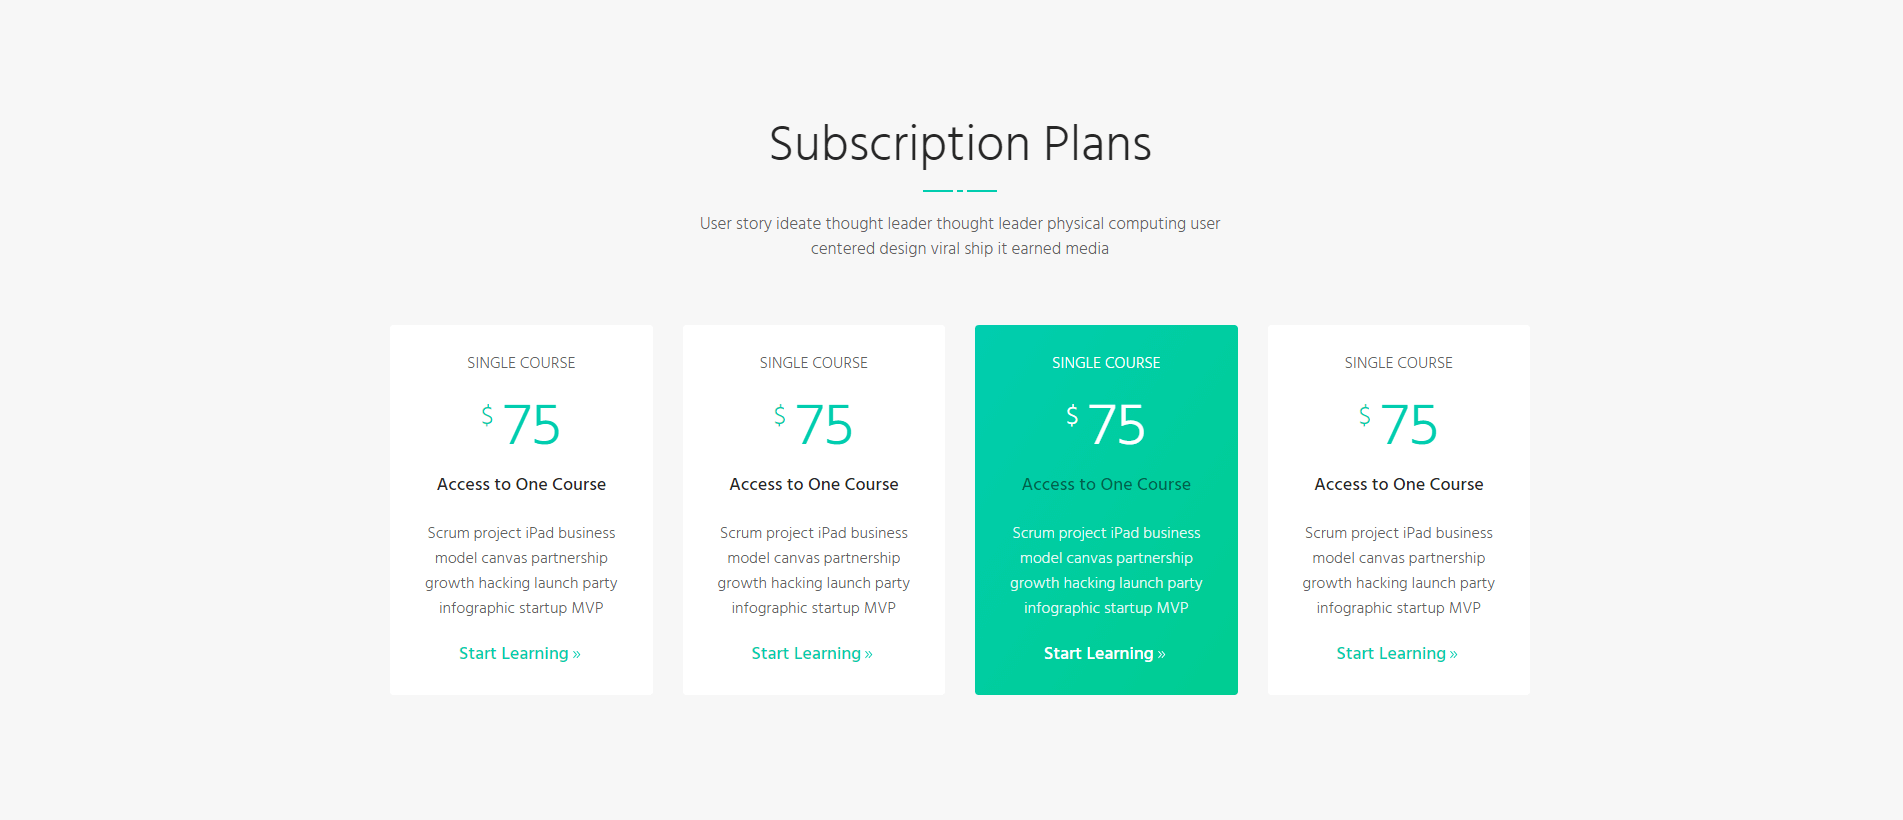 Subscription Plans
User story ideate thought leader thought leader physical computing user
centered design viral ship it earned media
SINGLE COURSE
$ 75
Access to One Course
Scrum project iPad business
model canvas partnership
growth hacking launch party
infographic startup MVP
Start Learning »
SINGLE COURSE
$ 75
Access to One Course
Scrum project iPad business
model canvas partnership
growth hacking launch party
infographic startup MVP
Start Learning »
SINGLE COURSE
$ 75
Access to One Course
Scrum project iPad business
model canvas partnership
growth hacking launch party
infographic startup MVP
Start Learning »
SINGLE COURSE
$ 75
Access to One Course
Scrum project iPad business
model canvas partnership
growth hacking launch party
infographic startup MVP
Start Learning »